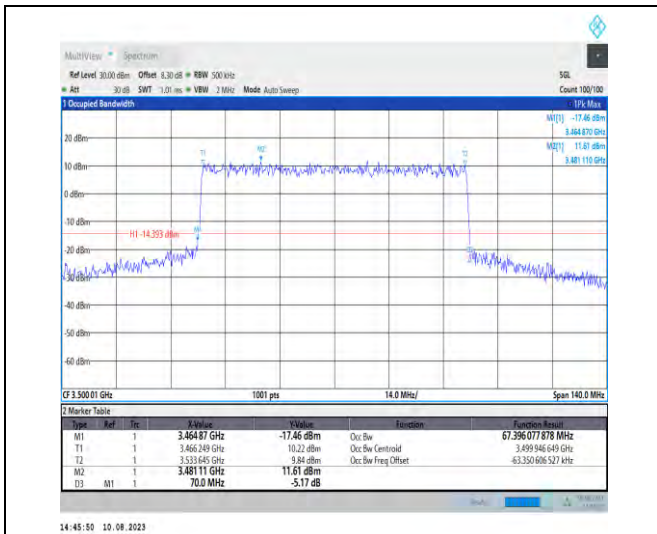 MultiView Spectrum
Ref Level 30.00 dBm Offset 8.30 dB RBW 500 kHz SGL
Att 30 dB SWT 1.01 ms VBW 2 MHz Mode Auto Sweep Count 100/100
1 Occupied Bandwidth 1Pk Max
M1[1] -17.46 dBm
3.464 870 GHz
M2[1] 11.61 dBm
3.481 110 GHz
20 dBm
T1 M2
10 dBm
0 dBm
-10 dBm
H1 -14.393 dBm M1
-20 dBm
-30 dBm
-40 dBm
-50 dBm
-60 dBm
CF 3.500 01 GHz 1001 pts 14.0 MHz/ Span 140.0 MHz
2 Marker Table
Type Ref Trc X-Value Y-Value Function Function Result
M1 1 3.464 87 GHz -17.46 dBm Occ Bw 67.396 077 878 MHz
T1 1 3.466 249 GHz 10.22 dBm Occ Bw Centroid 3.499 946 649 GHz
T2 1 3.533 645 GHz 9.84 dBm Occ Bw Freq Offset -63.350 606 527 kHz
M2 1 3.481 11 GHz 11.61 dBm
D3 M1 1 70.0 MHz -5.17 dB
14:45:50 10.08.2023